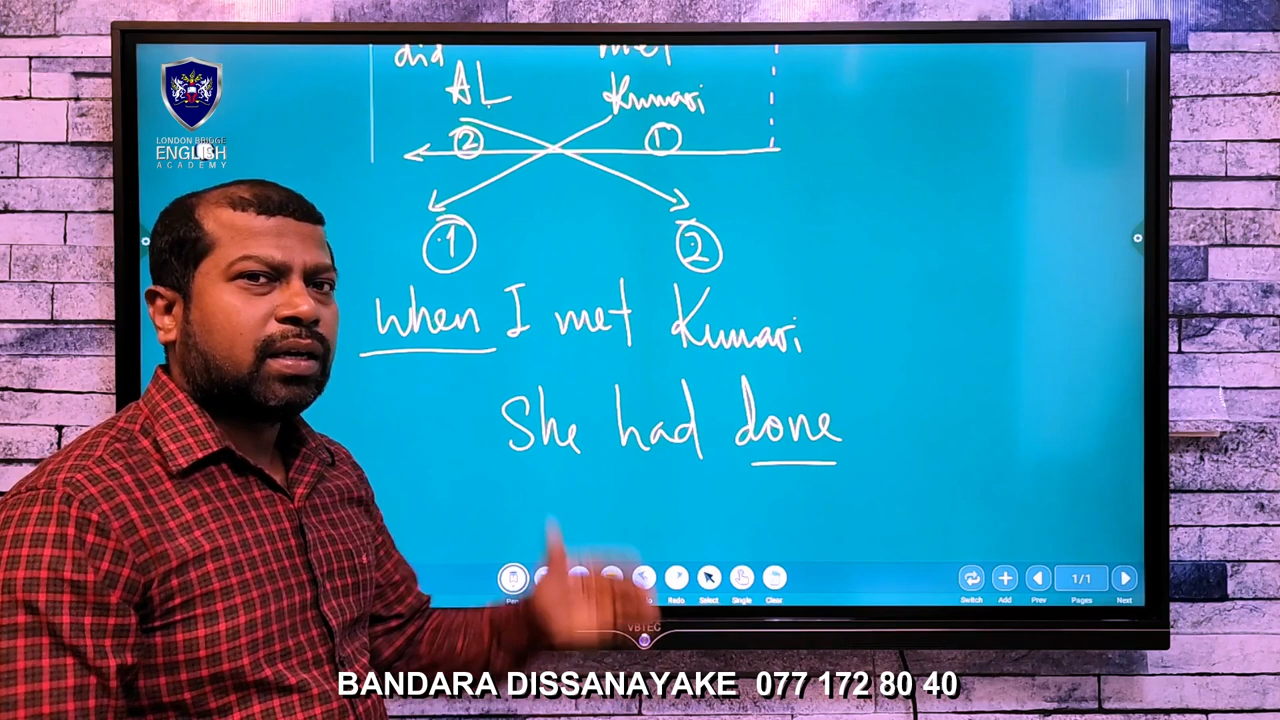 did met
AL Kumari
LONDON BRIDGE
ENGLISH
ACADEMY
2 1
1 2
When I met Kumari
She had done
Redo Select Single Clear
1/1
Switch Add Prev Pages Next
VBTEC
BANDARA DISSANAYAKE 077 172 80 40